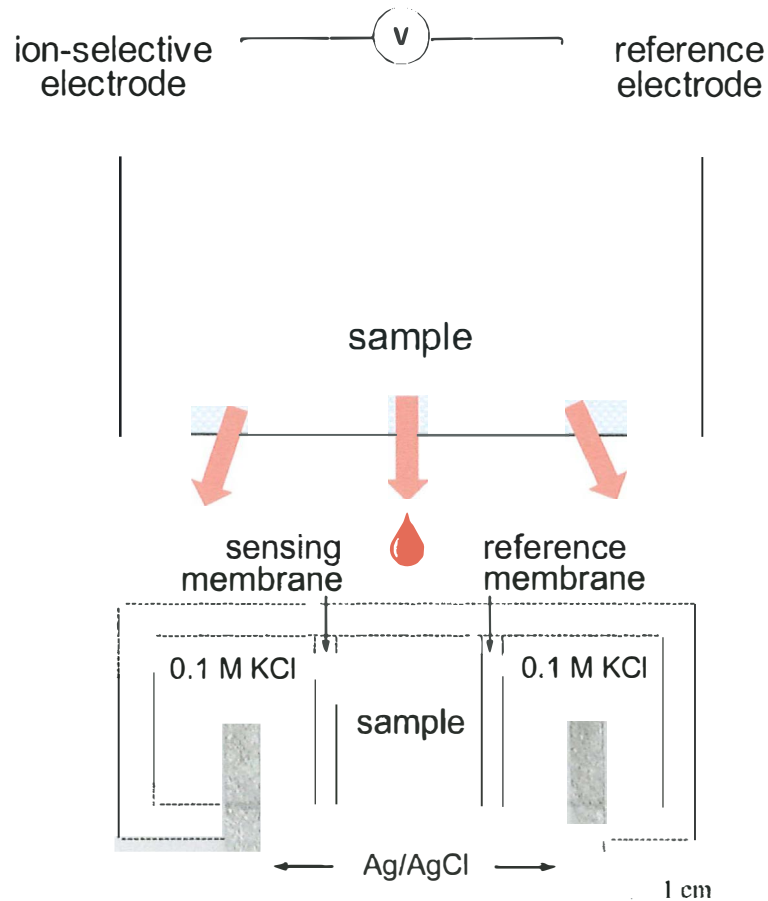 V
ion-selective
electrode
reference
electrode
sample
sensing
membrane
reference
membrane
0.1 M KCl
0.1 M KCl
sample
Ag/AgCl
1 cm